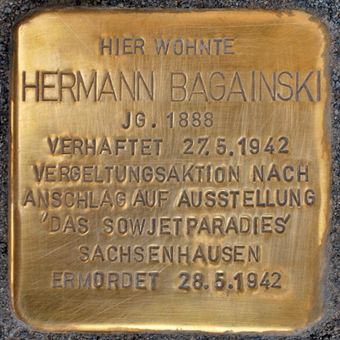 HIER WOHNTE
HERMANN BAGAINSKI
JG. 1888
VERHAFTET 27.5.1942
VERGELTUNGSAKTION NACH
ANSCHLAG AUF AUSSTELLUNG
'DAS SOWJETPARADIES'
SACHSENHAUSEN
ERMORDET 28.5.1942